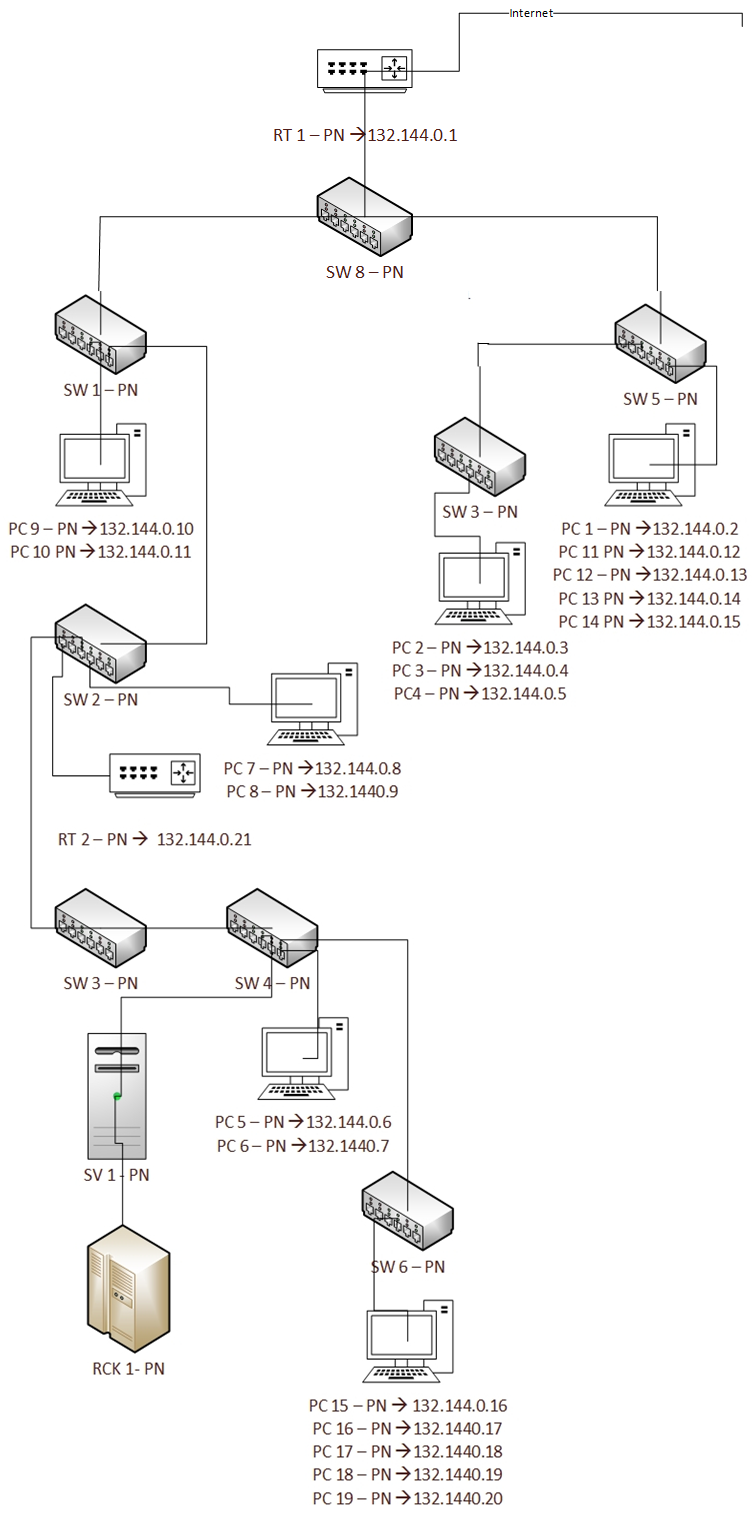 Internet
RT 1 – PN →132.144.0.1
SW 8 – PN
SW 1 – PN
SW 5 – PN
PC 9 – PN →132.144.0.10
PC 10 PN →132.144.0.11
SW 3 – PN
PC 1 – PN →132.144.0.2
PC 11 PN →132.144.0.12
PC 12 – PN →132.144.0.13
PC 13 PN →132.144.0.14
PC 14 PN →132.144.0.15
PC 2 – PN →132.144.0.3
PC 3 – PN →132.144.0.4
PC4 – PN →132.144.0.5
SW 2 – PN
PC 7 – PN →132.144.0.8
PC 8 – PN →132.1440.9
RT 2 – PN → 132.144.0.21
SW 3 – PN
SW 4 – PN
PC 5 – PN →132.144.0.6
PC 6 – PN →132.1440.7
SV 1 - PN
SW 6 – PN
RCK 1- PN
PC 15 – PN → 132.144.0.16
PC 16 – PN →132.1440.17
PC 17 – PN →132.1440.18
PC 18 – PN →132.1440.19
PC 19 – PN →132.1440.20